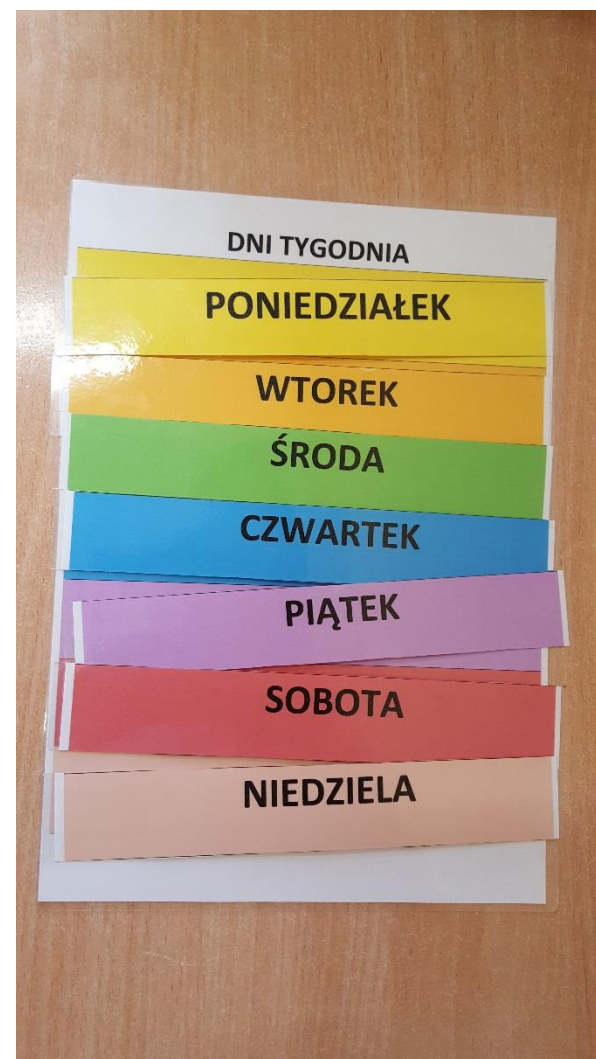 DNI TYGODNIA
PONIEDZIAŁEK
WTOREK
ŚRODA
CZWARTEK
PIĄTEK
SOBOTA
NIEDZIELA